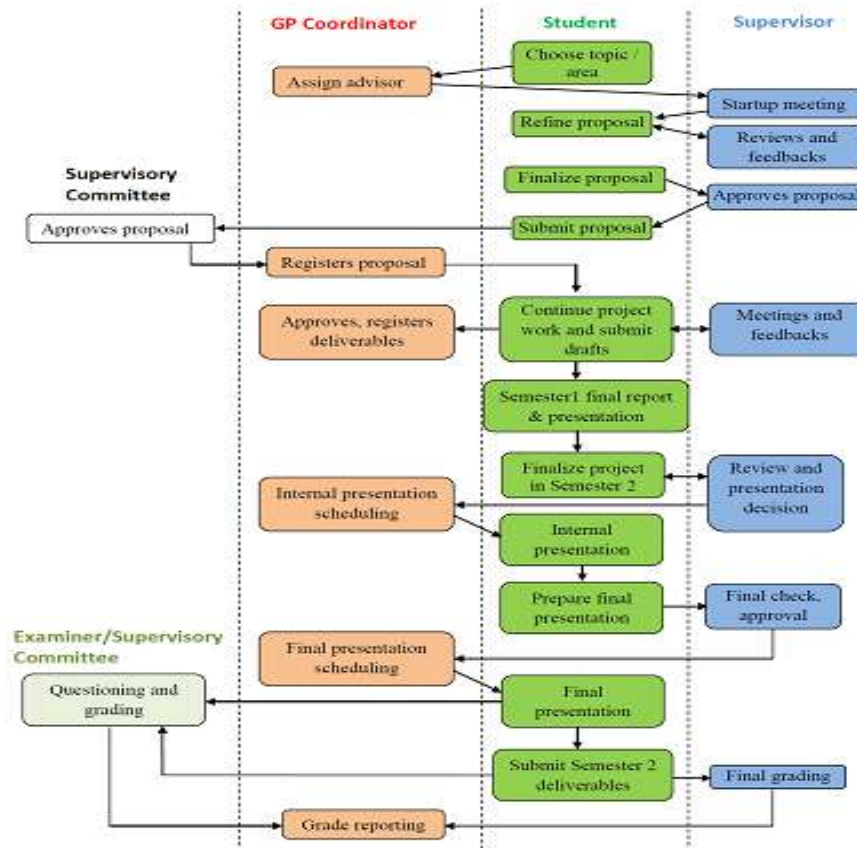 GP Coordinator
Student
Supervisor
Choose topic /
area
Assign advisor
Startup meeting
Refine proposal
Reviews and
feedbacks
Supervisory
Committee
Finalize proposal
Approves proposal
Approves proposal
Submit proposal
Registers proposal
Approves, registers
deliverables
Continue project
work and submit
drafts
Meetings and
feedbacks
Semester1 final report
& presentation
Finalize project
in Semester 2
Review and
presentation
decision
Internal presentation
scheduling
Internal
presentation
Prepare final
presentation
Final check,
approval
Examiner/Supervisory
Committee
Final presentation
scheduling
Questioning and
grading
Final
presentation
Submit Semester 2
deliverables
Final grading
Grade reporting